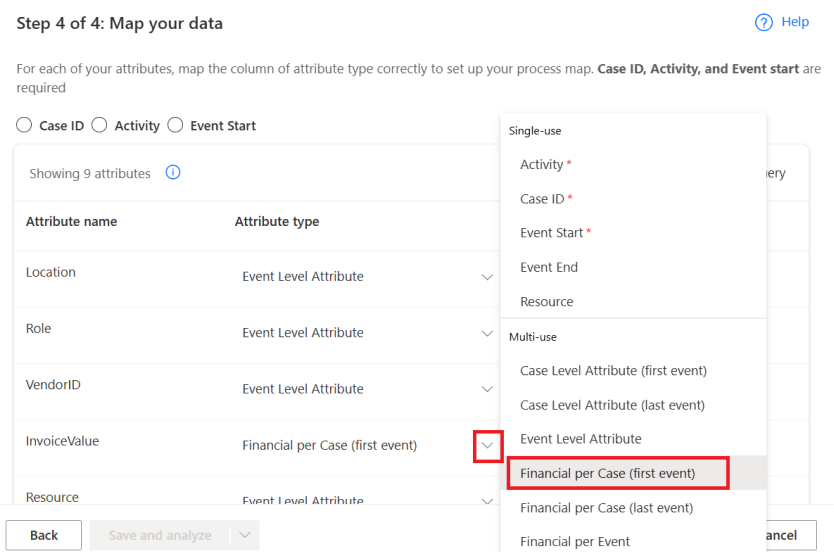 Step 4 of 4: Map your data
Help
For each of your attributes, map the column of attribute type correctly to set up your process map. Case ID, Activity, and Event start are
required
Case ID Activity Event Start
Showing 9 attributes
ery
Attribute name Attribute type
Location Event Level Attribute
Role Event Level Attribute
VendorID Event Level Attribute
InvoiceValue Financial per Case (first event)
Resource Event Level Attribute
Back Save and analyze ancel
Single-use
Activity *
Case ID *
Event Start *
Event End
Resource
Multi-use
Case Level Attribute (first event)
Case Level Attribute (last event)
Event Level Attribute
Financial per Case (first event)
Financial per Case (last event)
Financial per Event